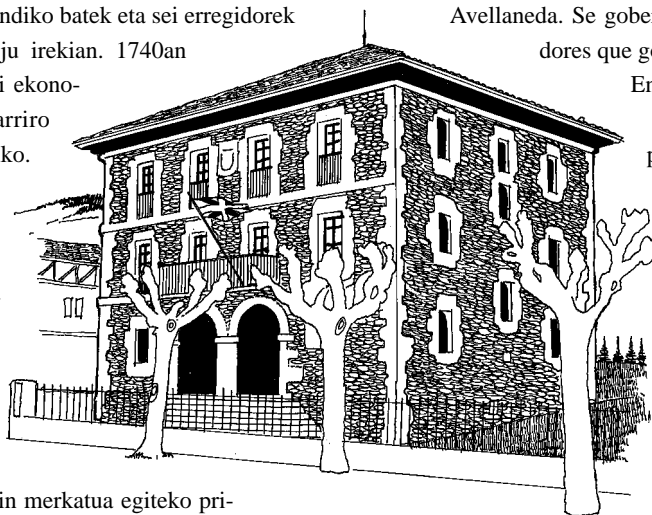 ndiko batek eta sei erregidorek
ju irekian. 1740an
i ekono-
arriro
ko.
in merkatua egiteko pri-
Avellaneda. Se gober
dores que g
En
p